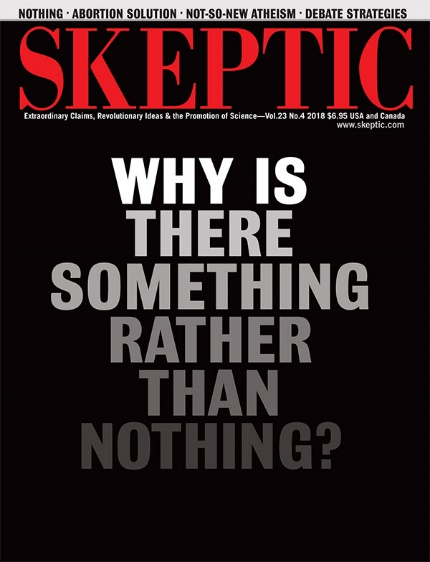 NOTHING · ABORTION SOLUTION · NOT-SO-NEW ATHEISM · DEBATE STRATEGIES
SKEPTIC
Extraordinary Claims, Revolutionary Ideas & the Promotion of Science—Vol.23 No.4 2018 $6.95 USA and Canada
www.skeptic.com
WHY IS
THERE
SOMETHING
RATHER
THAN
NOTHING?